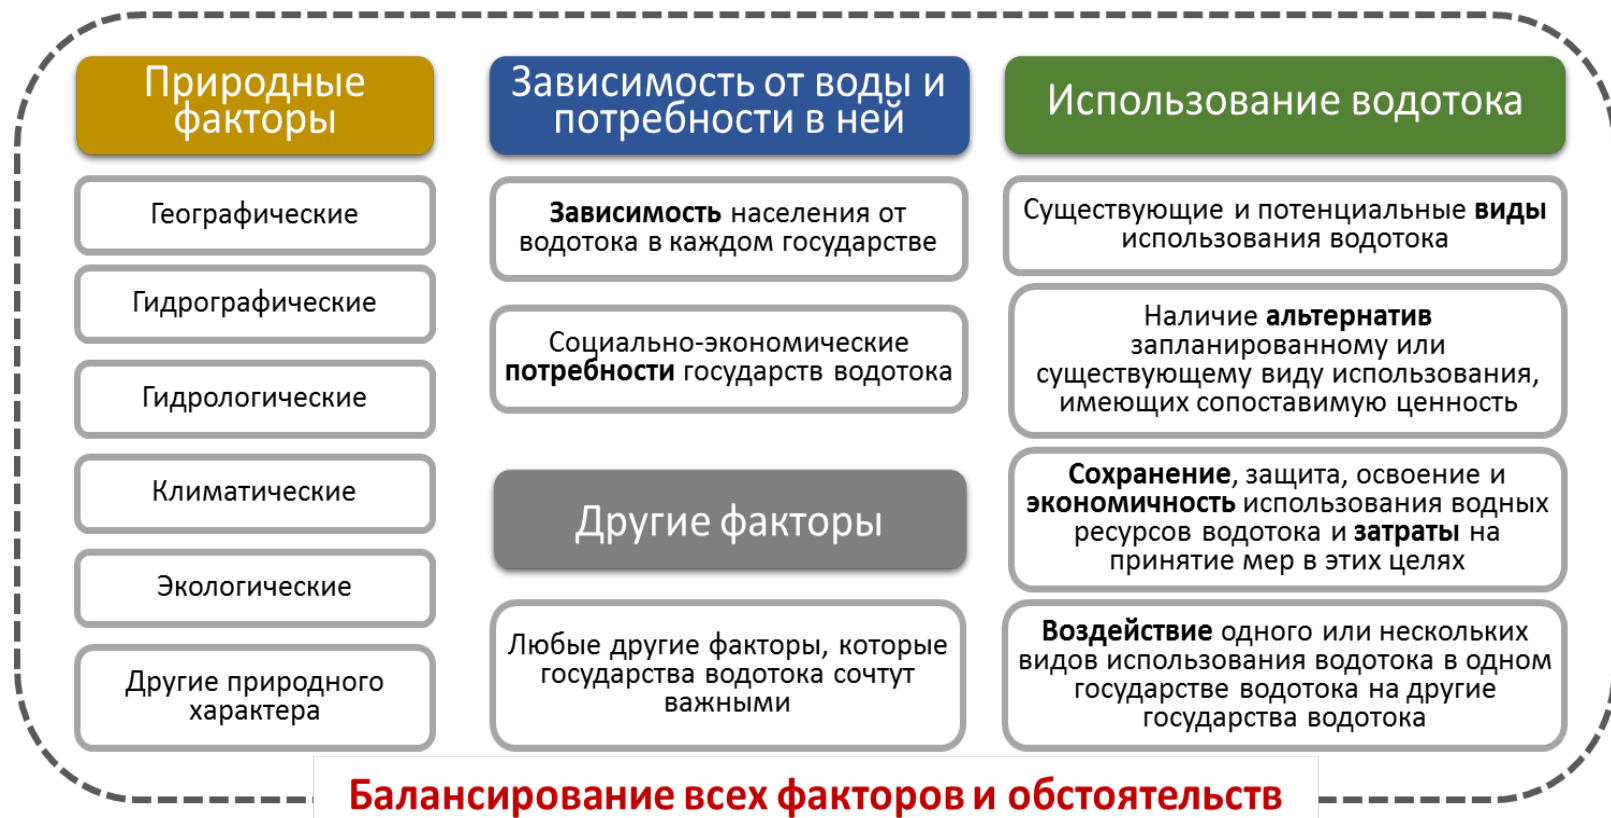 Природные
факторы
Географические
Гидрографические
Гидрологические
Климатические
Экологические
Другие природного
характера
Зависимость от воды и
потребности в ней
Зависимость населения от
водотока в каждом государстве
Социально-экономические
потребности государств водотока
Другие факторы
Любые другие факторы, которые
государства водотока сочтут
важными
Использование водотока
Существующие и потенциальные виды
использования водотока
Наличие альтернатив
запланированному или
существующему виду использования,
имеющих сопоставимую ценность
Сохранение, защита, освоение и
экономичность использования водных
ресурсов водотока и затраты на
принятие мер в этих целях
Воздействие одного или нескольких
видов использования водотока в одном
государстве водотока на другие
государства водотока
Балансирование всех факторов и обстоятельств